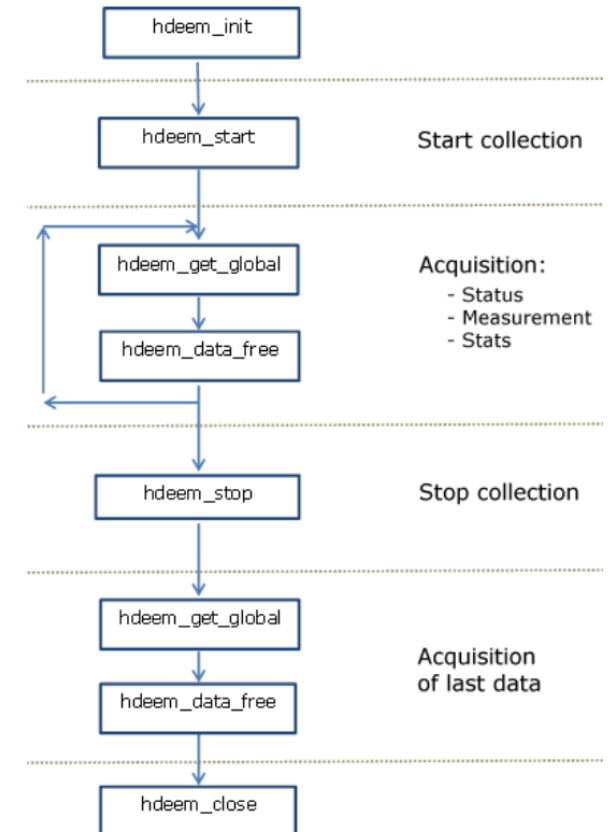 hdeem_init
hdeem_start
Start collection
hdeem_get_global
Acquisition:
- Status
- Measurement
- Stats
hdeem_data_free
hdeem_stop
Stop collection
hdeem_get_global
Acquisition
of last data
hdeem_data_free
hdeem_close